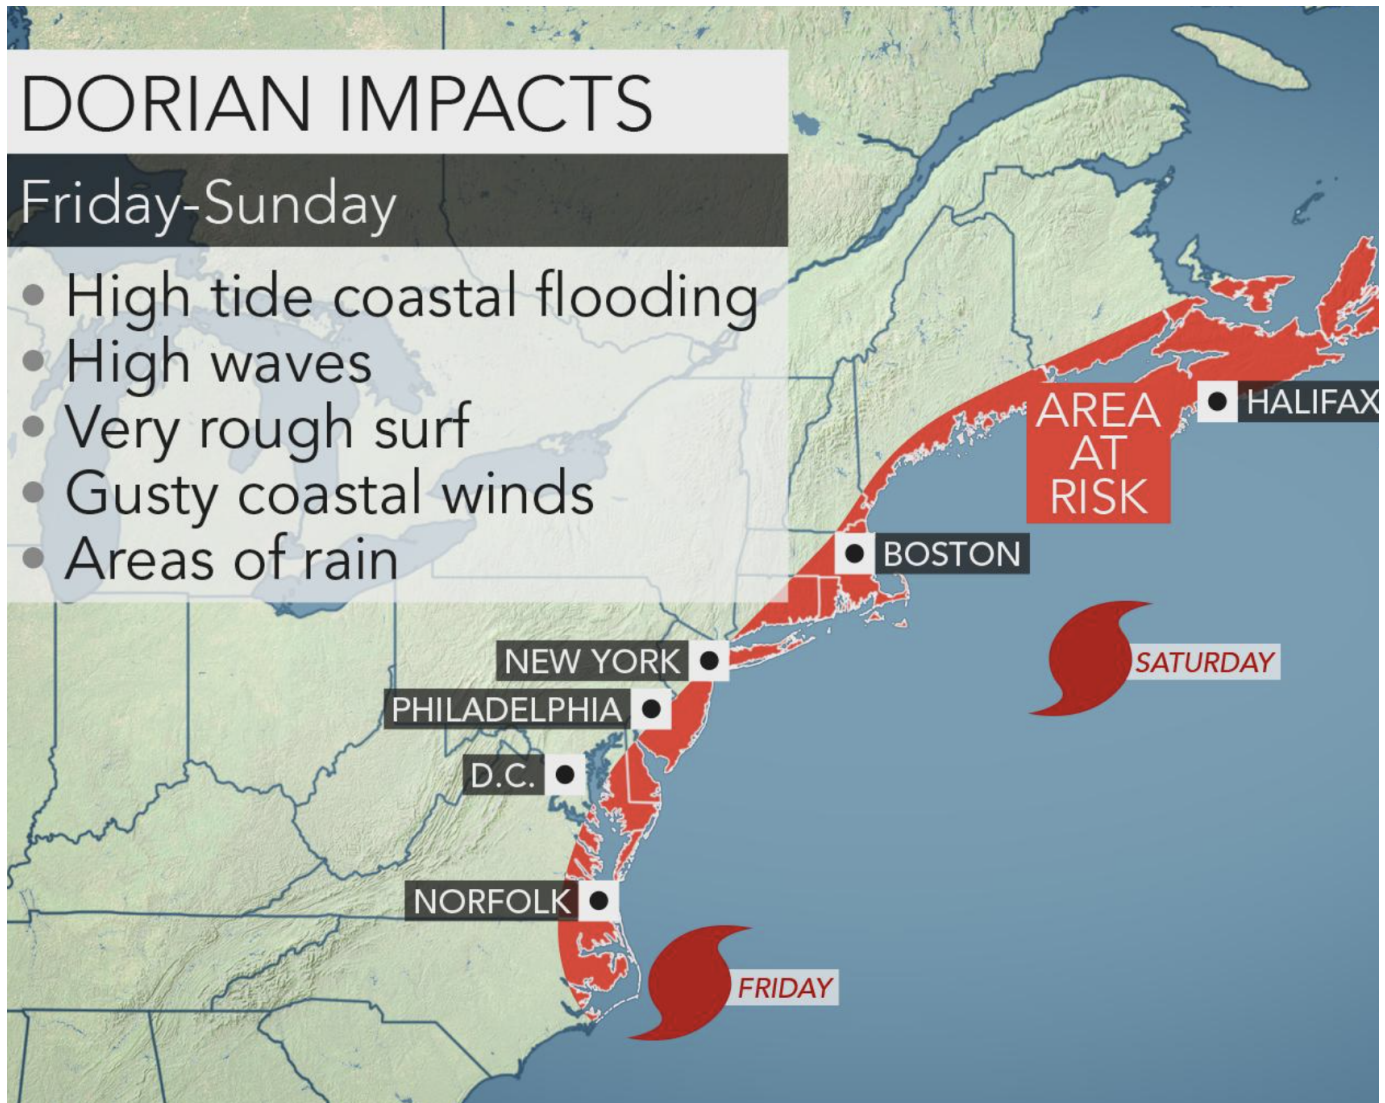 DORIAN IMPACTS
Friday-Sunday
• High tide coastal flooding
• High waves
• Very rough surf
• Gusty coastal winds
• Areas of rain
AREA
AT
RISK
HALIFAX
BOSTON
NEW YORK
SATURDAY
PHILADELPHIA
D.C.
NORFOLK
FRIDAY